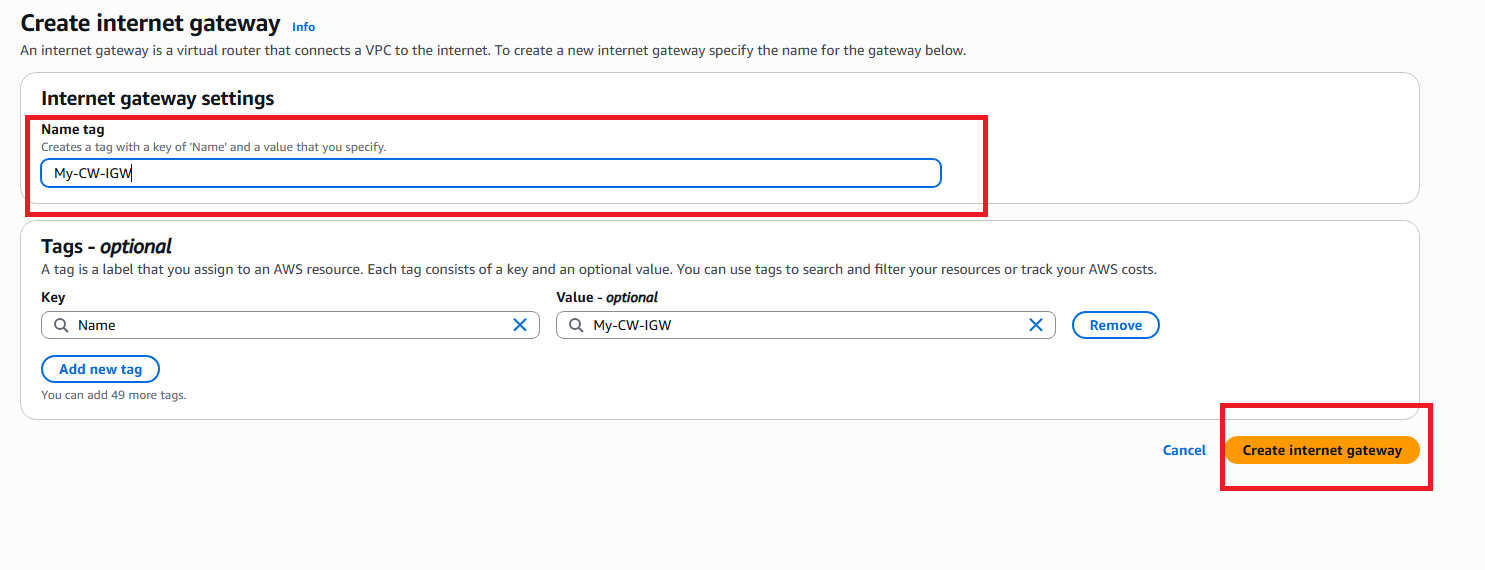 Create internet gateway Info
An internet gateway is a virtual router that connects a VPC to the internet. To create a new internet gateway specify the name for the gateway below.
Internet gateway settings
Name tag
Creates a tag with a key of 'Name' and a value that you specify.
My-CW-IGW
Tags - optional
A tag is a label that you assign to an AWS resource. Each tag consists of a key and an optional value. You can use tags to search and filter your resources or track your AWS costs.
Key Value - optional
Name My-CW-IGW Remove
Add new tag
You can add 49 more tags.
Cancel Create internet gateway